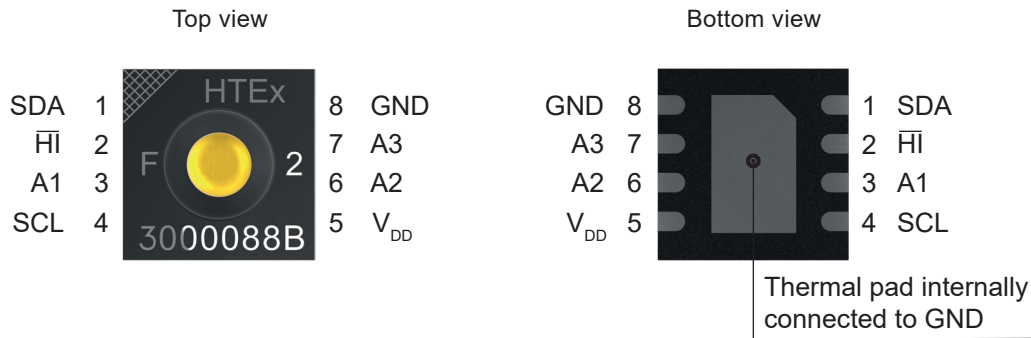 Top view
HTEx
F 2
3000088B
SDA 1
H̅I̅ 2
A1 3
SCL 4
8 GND
7 A3
6 A2
5 VDD
Bottom view
GND 8
A3 7
A2 6
VDD 5
1 SDA
2 H̅I̅
3 A1
4 SCL
Thermal pad internally
connected to GND